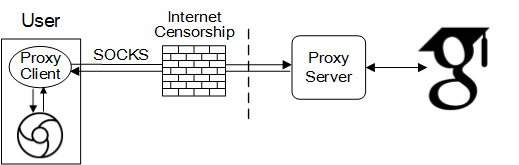 User
Proxy
Client
SOCKS
Internet
Censorship
Proxy
Server